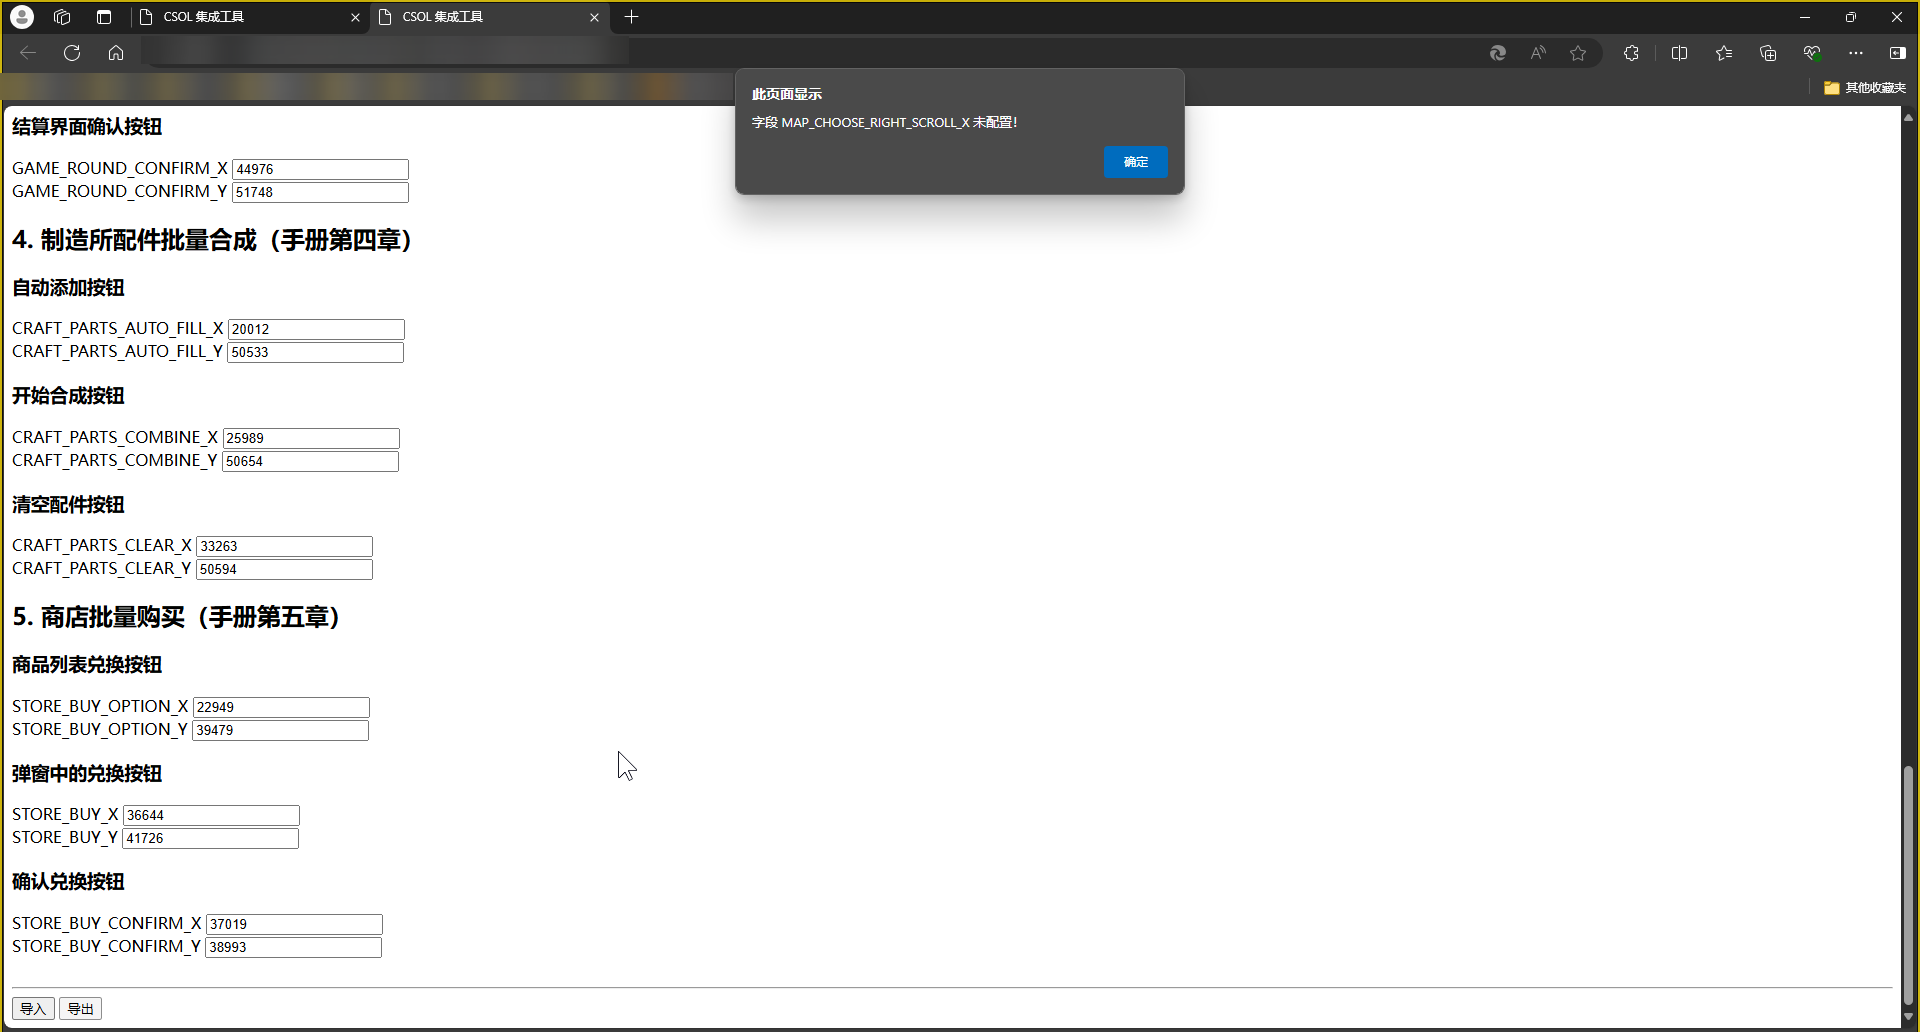 CSOL 集成工具
CSOL 集成工具
其他收藏夹
此页面显示
字段 MAP_CHOOSE_RIGHT_SCROLL_X 未配置!
确定
结算界面确认按钮
GAME_ROUND_CONFIRM_X 44976
GAME_ROUND_CONFIRM_Y 51748
4. 制造所配件批量合成（手册第四章）
自动添加按钮
CRAFT_PARTS_AUTO_FILL_X 20012
CRAFT_PARTS_AUTO_FILL_Y 50533
开始合成按钮
CRAFT_PARTS_COMBINE_X 25989
CRAFT_PARTS_COMBINE_Y 50654
清空配件按钮
CRAFT_PARTS_CLEAR_X 33263
CRAFT_PARTS_CLEAR_Y 50594
5. 商店批量购买（手册第五章）
商品列表兑换按钮
STORE_BUY_OPTION_X 22949
STORE_BUY_OPTION_Y 39479
弹窗中的兑换按钮
STORE_BUY_X 36644
STORE_BUY_Y 41726
确认兑换按钮
STORE_BUY_CONFIRM_X 37019
STORE_BUY_CONFIRM_Y 38993
导入 导出